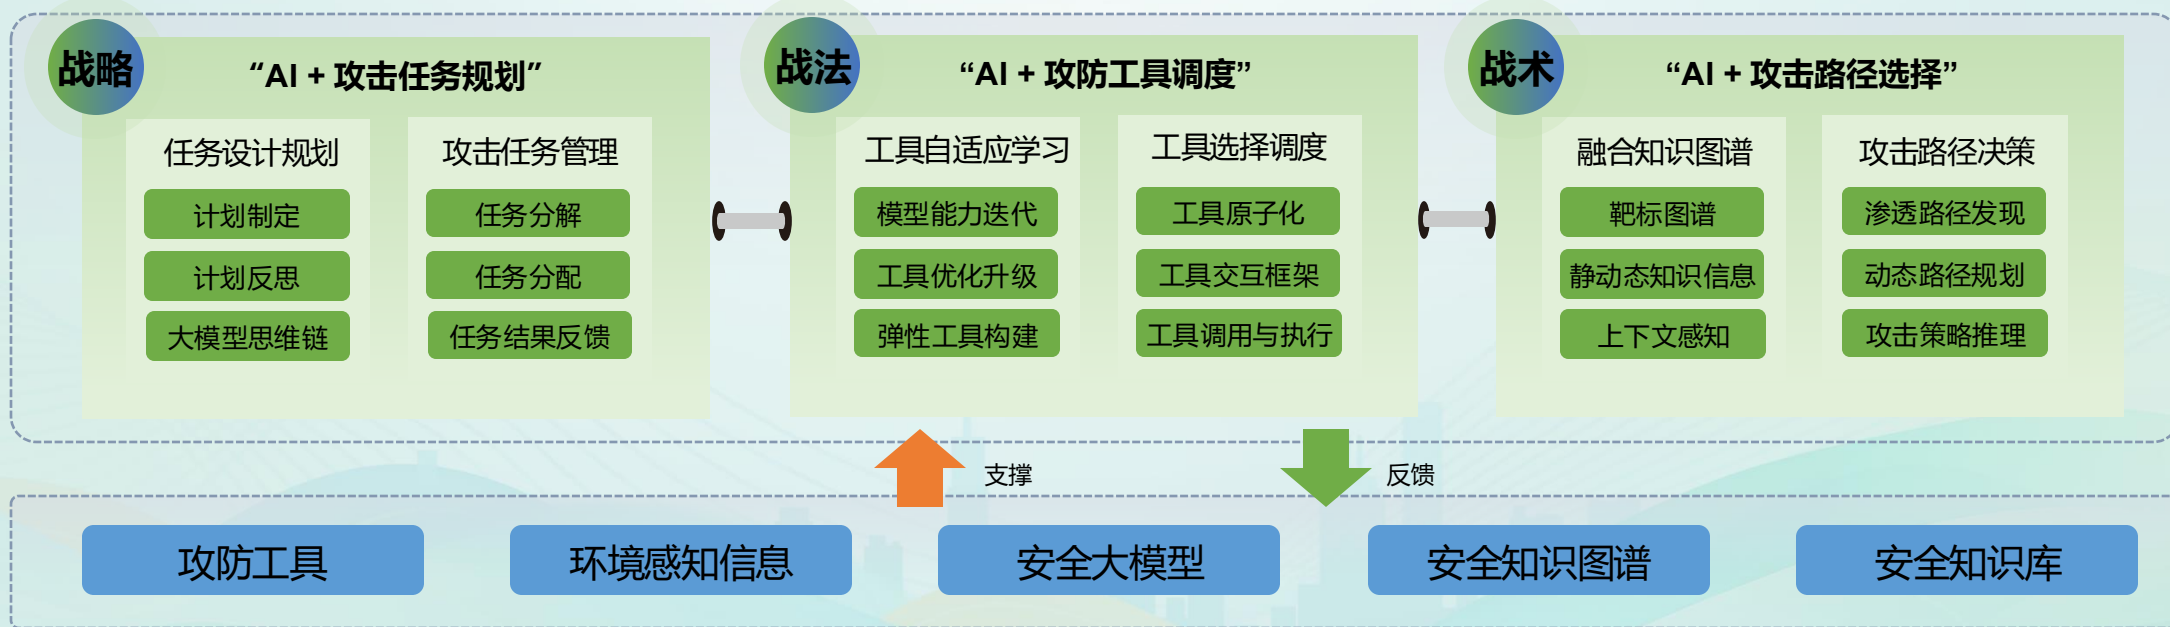 战略
“AI + 攻击任务规划”
任务设计规划
计划制定
计划反思
大模型思维链
攻击任务管理
任务分解
任务分配
任务结果反馈
战法
“AI + 攻防工具调度”
工具自适应学习
模型能力迭代
工具优化升级
弹性工具构建
工具选择调度
工具原子化
工具交互框架
工具调用与执行
战术
“AI + 攻击路径选择”
融合知识图谱
靶标图谱
静动态知识信息
上下文感知
攻击路径决策
渗透路径发现
动态路径规划
攻击策略推理
支撑
反馈
攻防工具
环境感知信息
安全大模型
安全知识图谱
安全知识库